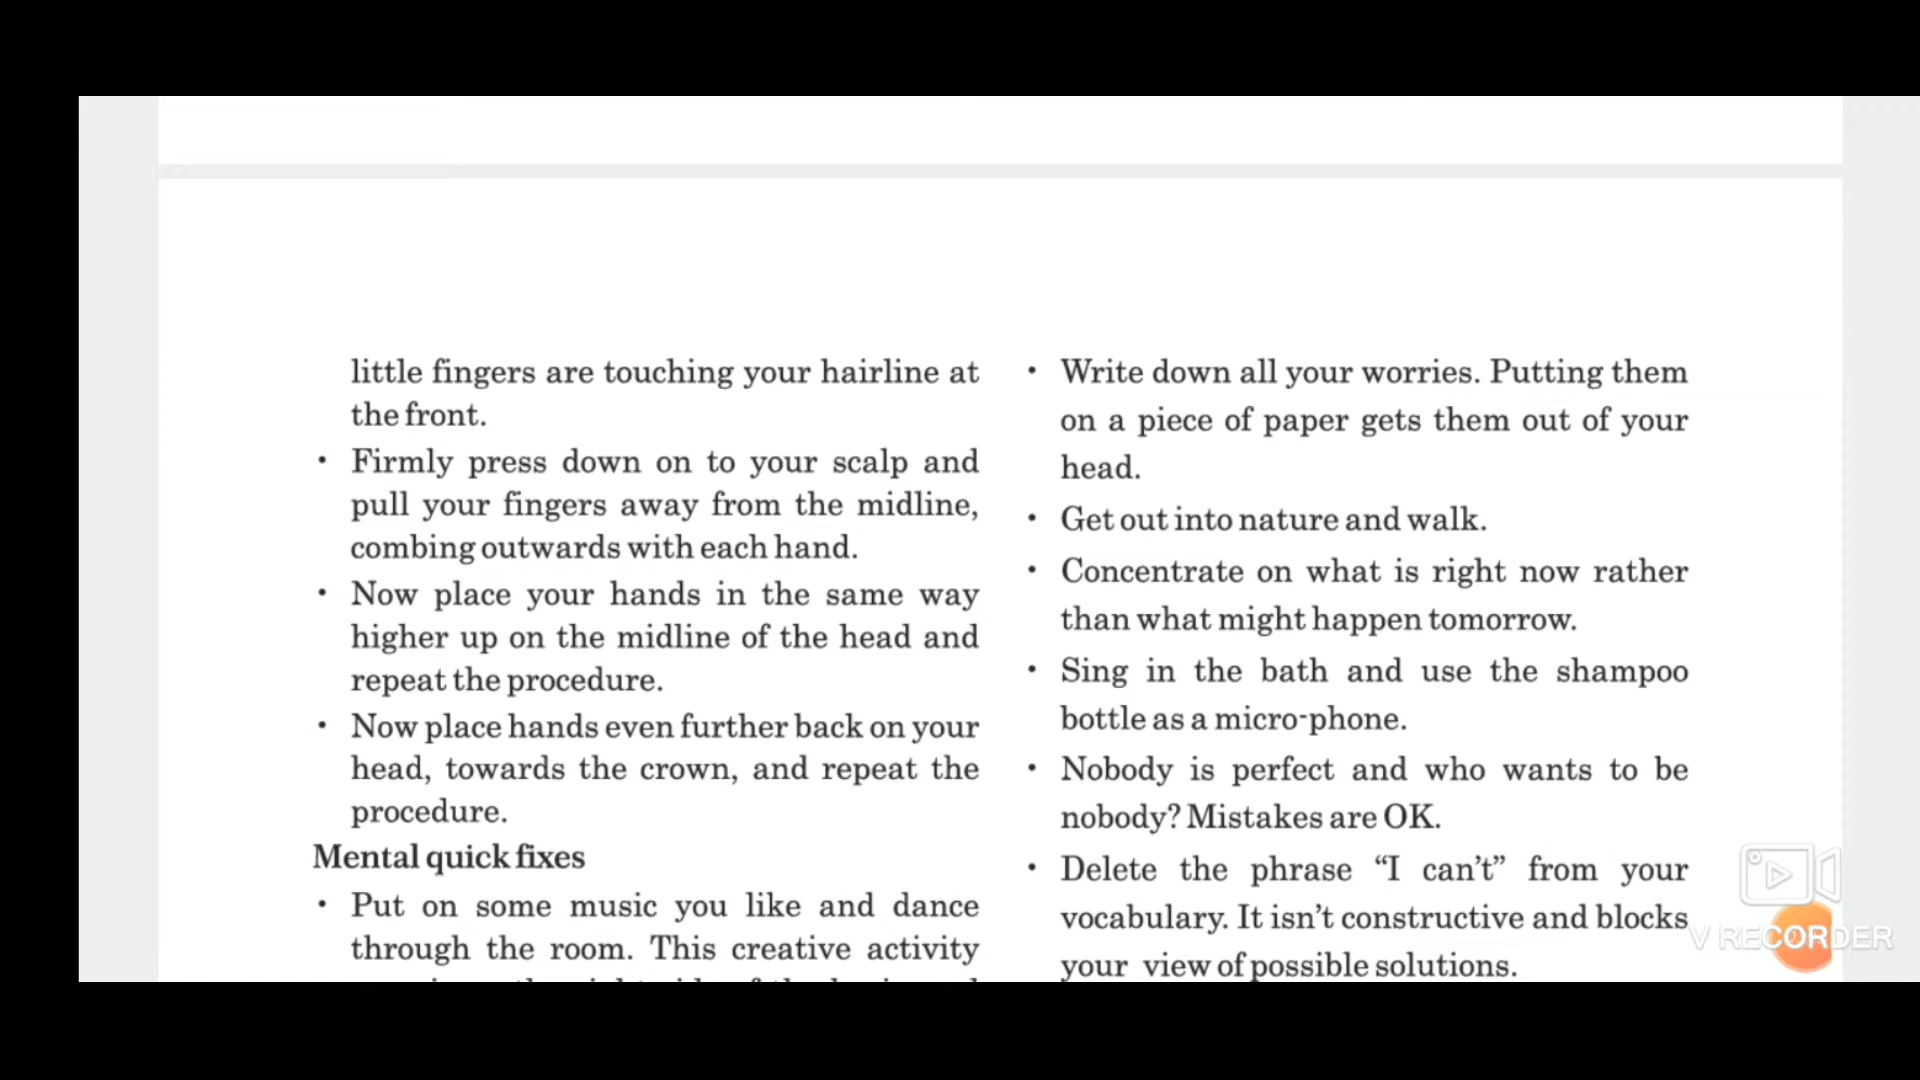 little fingers are touching your hairline at
the front.
• Firmly press down on to your scalp and
pull your fingers away from the midline,
combing outwards with each hand.
• Now place your hands in the same way
higher up on the midline of the head and
repeat the procedure.
• Now place hands even further back on your
head, towards the crown, and repeat the
procedure.
Mental quick fixes
• Put on some music you like and dance
through the room. This creative activity
• Write down all your worries. Putting them
on a piece of paper gets them out of your
head.
• Get out into nature and walk.
• Concentrate on what is right now rather
than what might happen tomorrow.
• Sing in the bath and use the shampoo
bottle as a micro-phone.
• Nobody is perfect and who wants to be
nobody? Mistakes are OK.
• Delete the phrase “I can’t” from your
vocabulary. It isn’t constructive and blocks
your view of possible solutions.
V RECORDER